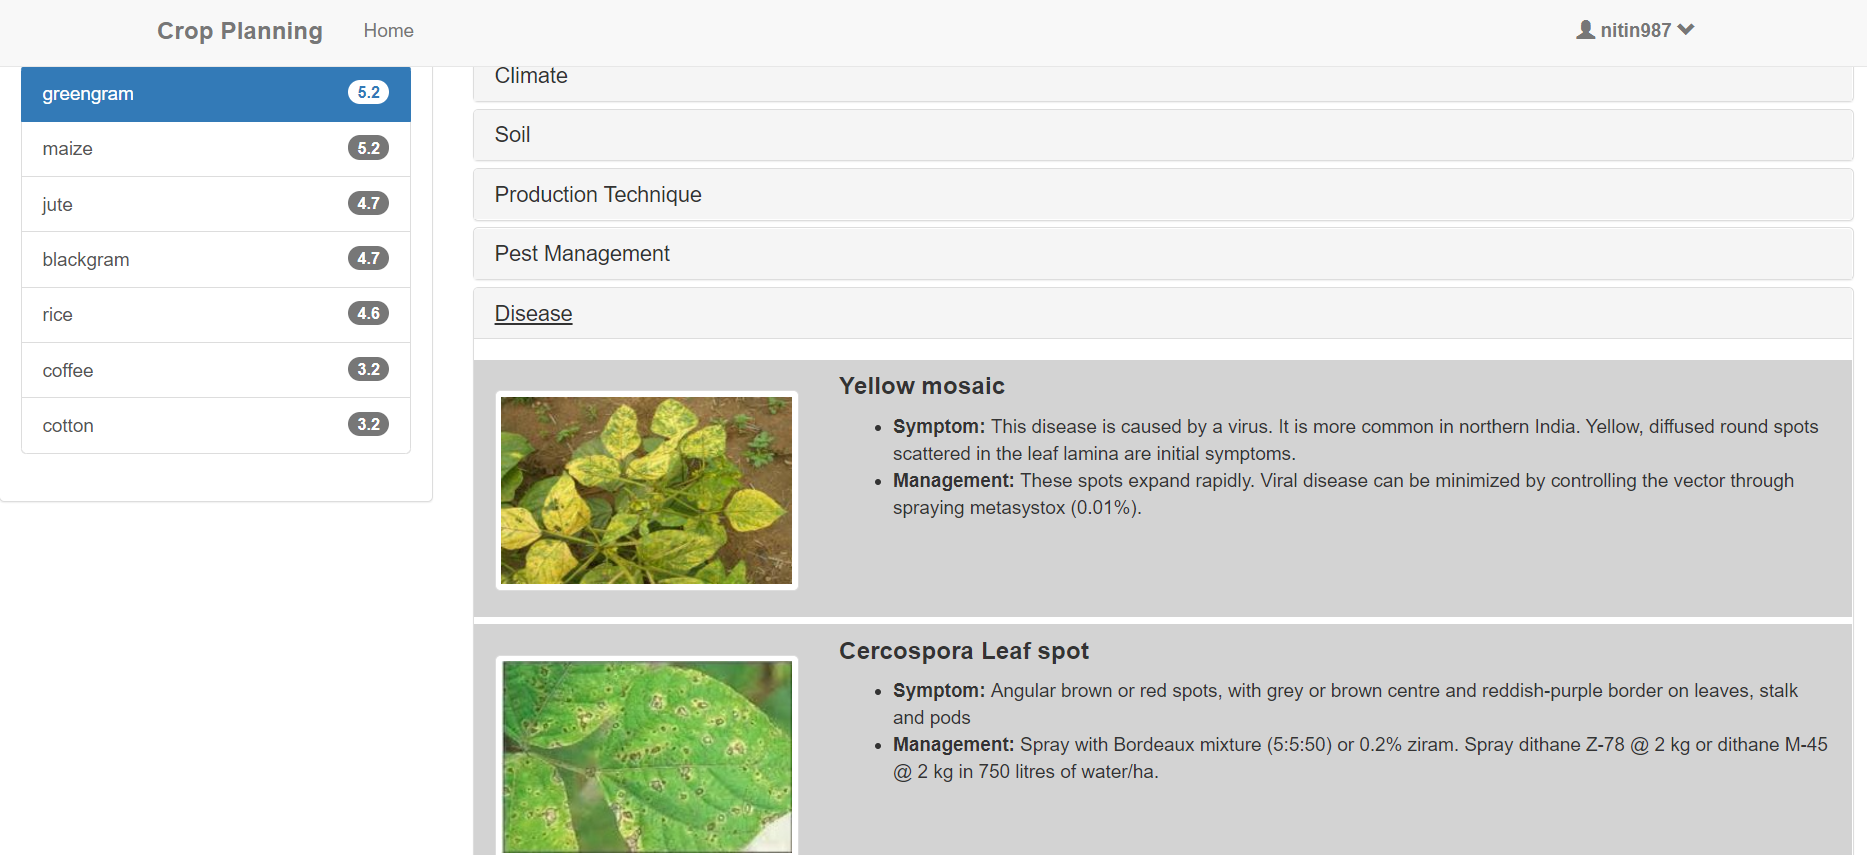 Crop Planning Home nitin987
greengram 5.2
maize 5.2
jute 4.7
blackgram 4.7
rice 4.6
coffee 3.2
cotton 3.2
Climate
Soil
Production Technique
Pest Management
Disease
Yellow mosaic
Symptom: This disease is caused by a virus. It is more common in northern India. Yellow, diffused round spots
scattered in the leaf lamina are initial symptoms.
Management: These spots expand rapidly. Viral disease can be minimized by controlling the vector through
spraying metasystox (0.01%).
Cercospora Leaf spot
Symptom: Angular brown or red spots, with grey or brown centre and reddish-purple border on leaves, stalk
and pods
Management: Spray with Bordeaux mixture (5:5:50) or 0.2% ziram. Spray dithane Z-78 @ 2 kg or dithane M-45
@ 2 kg in 750 litres of water/ha.